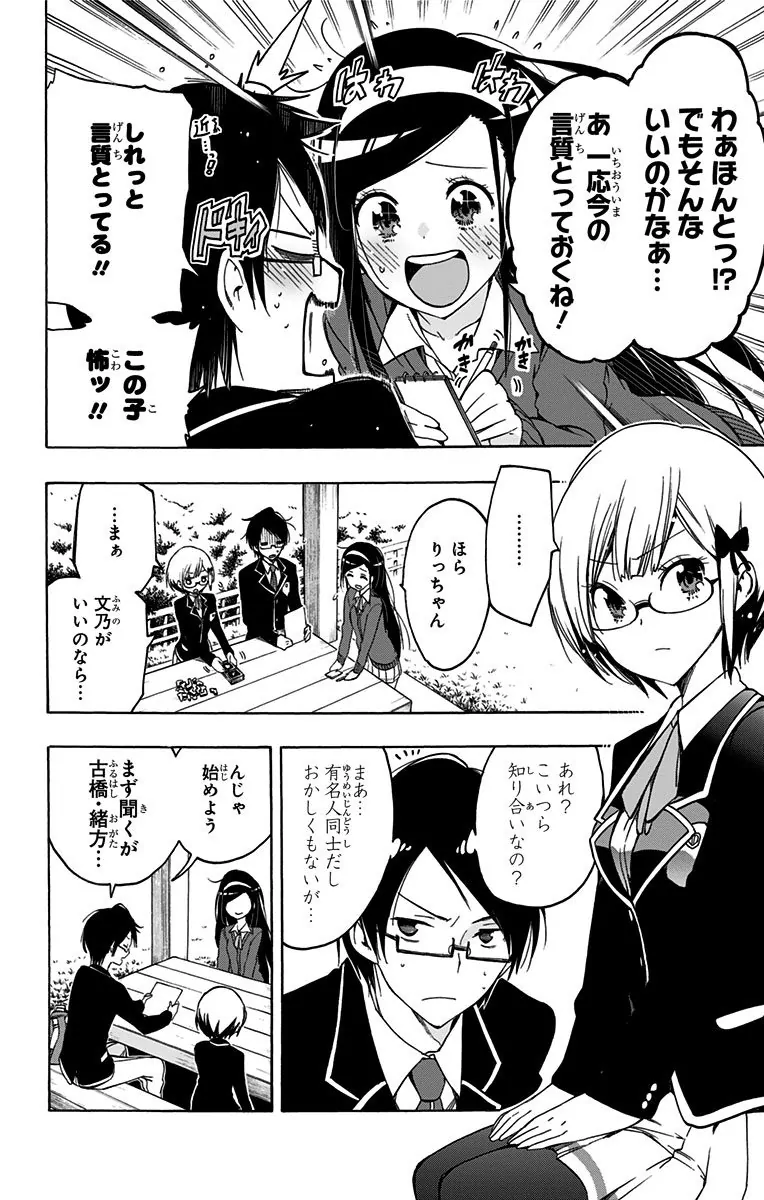 わぁほんとっ!?
でもそんな
いいのかなぁ…
あ 一応今の
言質とっておくね!
はわ
はわ
近…?
ドキィ
しれっと
言質とってる!!
かき
かき
この子
怖ッ!!
………
ほら
りっちゃん
…まぁ
文乃が
いいのなら…
あれ?
こいつら
知り合いなの?
まあ…
有名人同士だし
おかしくもないが…
んじゃ
始めよう
まず聞くが
古橋・緒方…